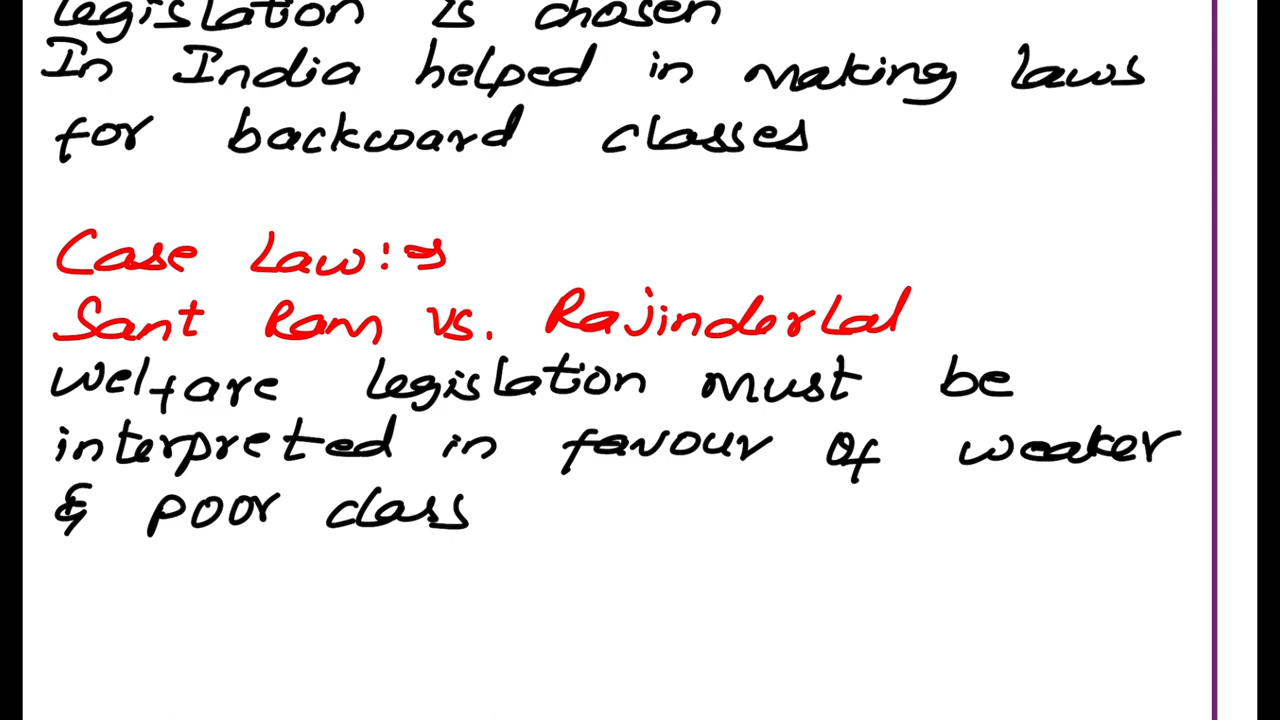 legislation is chosen
In India helped in making laws
for backward classes
Case Law:⇒
Sant Ram vs. Rajinderlal
welfare legislation must be
interpreted in favour of weaker
& poor class